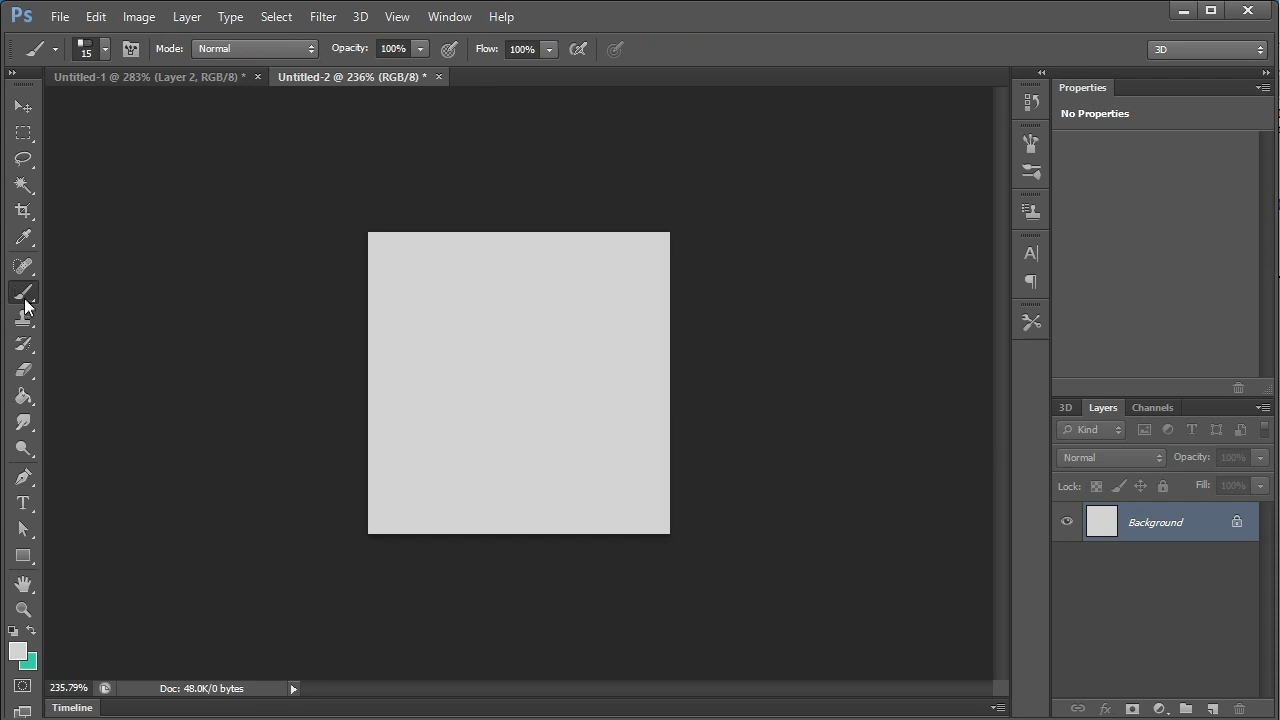 Ps File Edit Image Layer Type Select Filter 3D View Window Help
15 Mode: Normal Opacity: 100% Flow: 100% 3D
Untitled-1 @ 283% (Layer 2, RGB/8) * × Untitled-2 @ 236% (RGB/8) * ×
Properties
No Properties
3D Layers Channels
Kind
Normal Opacity: 100%
Lock: Fill: 100%
Background
235.79% Doc: 48.0K/0 bytes
Timeline